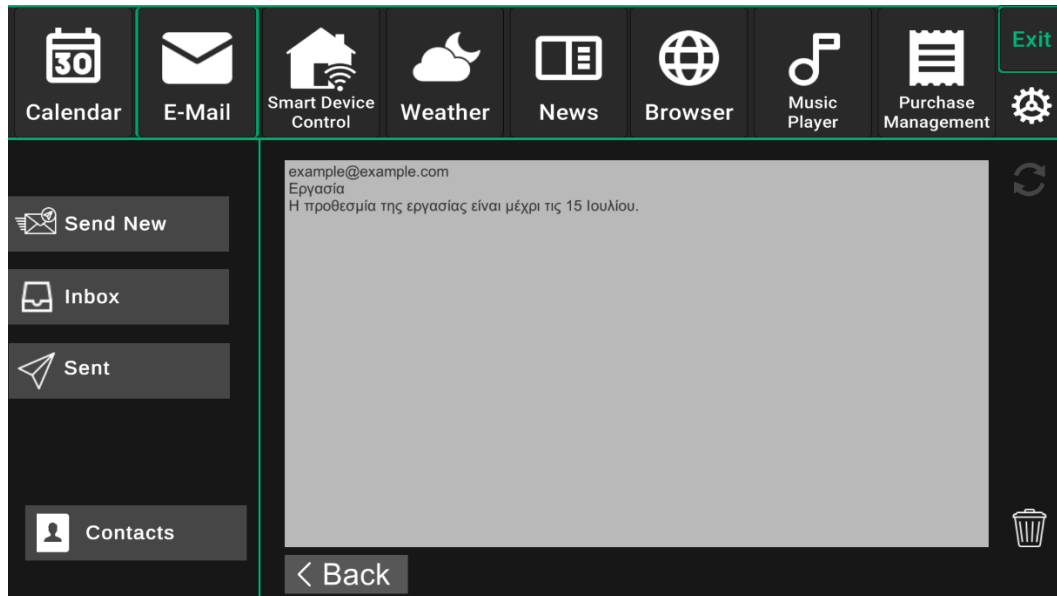 30
Calendar
E-Mail
Smart Device
Control
Weather
News
Browser
Music
Player
Purchase
Management
Exit
Send New
Inbox
Sent
Contacts
example@example.com
Εργασία
Η προθεσμία της εργασίας είναι μέχρι τις 15 Ιουλίου.
< Back